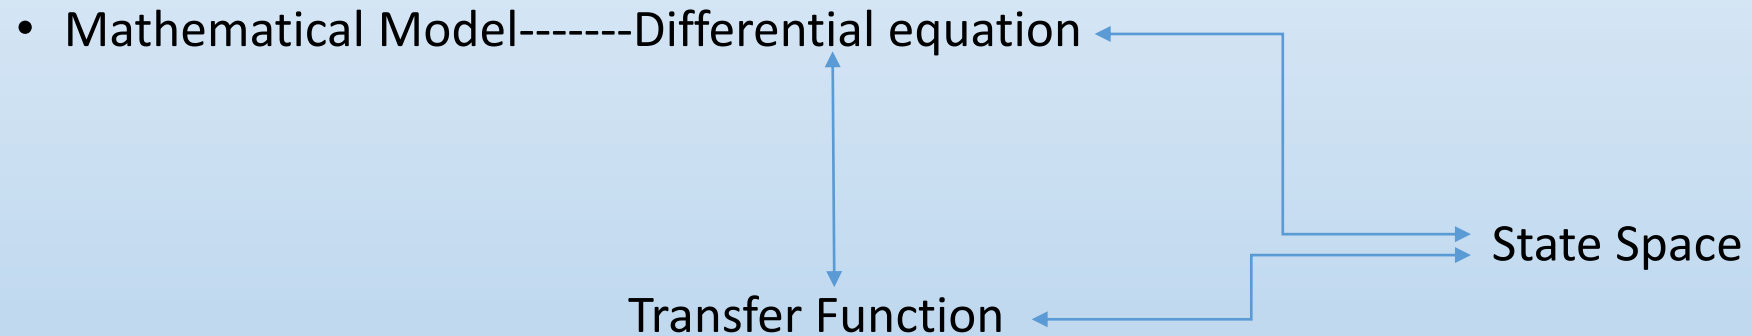 • Mathematical Model-------Differential equation
State Space
Transfer Function